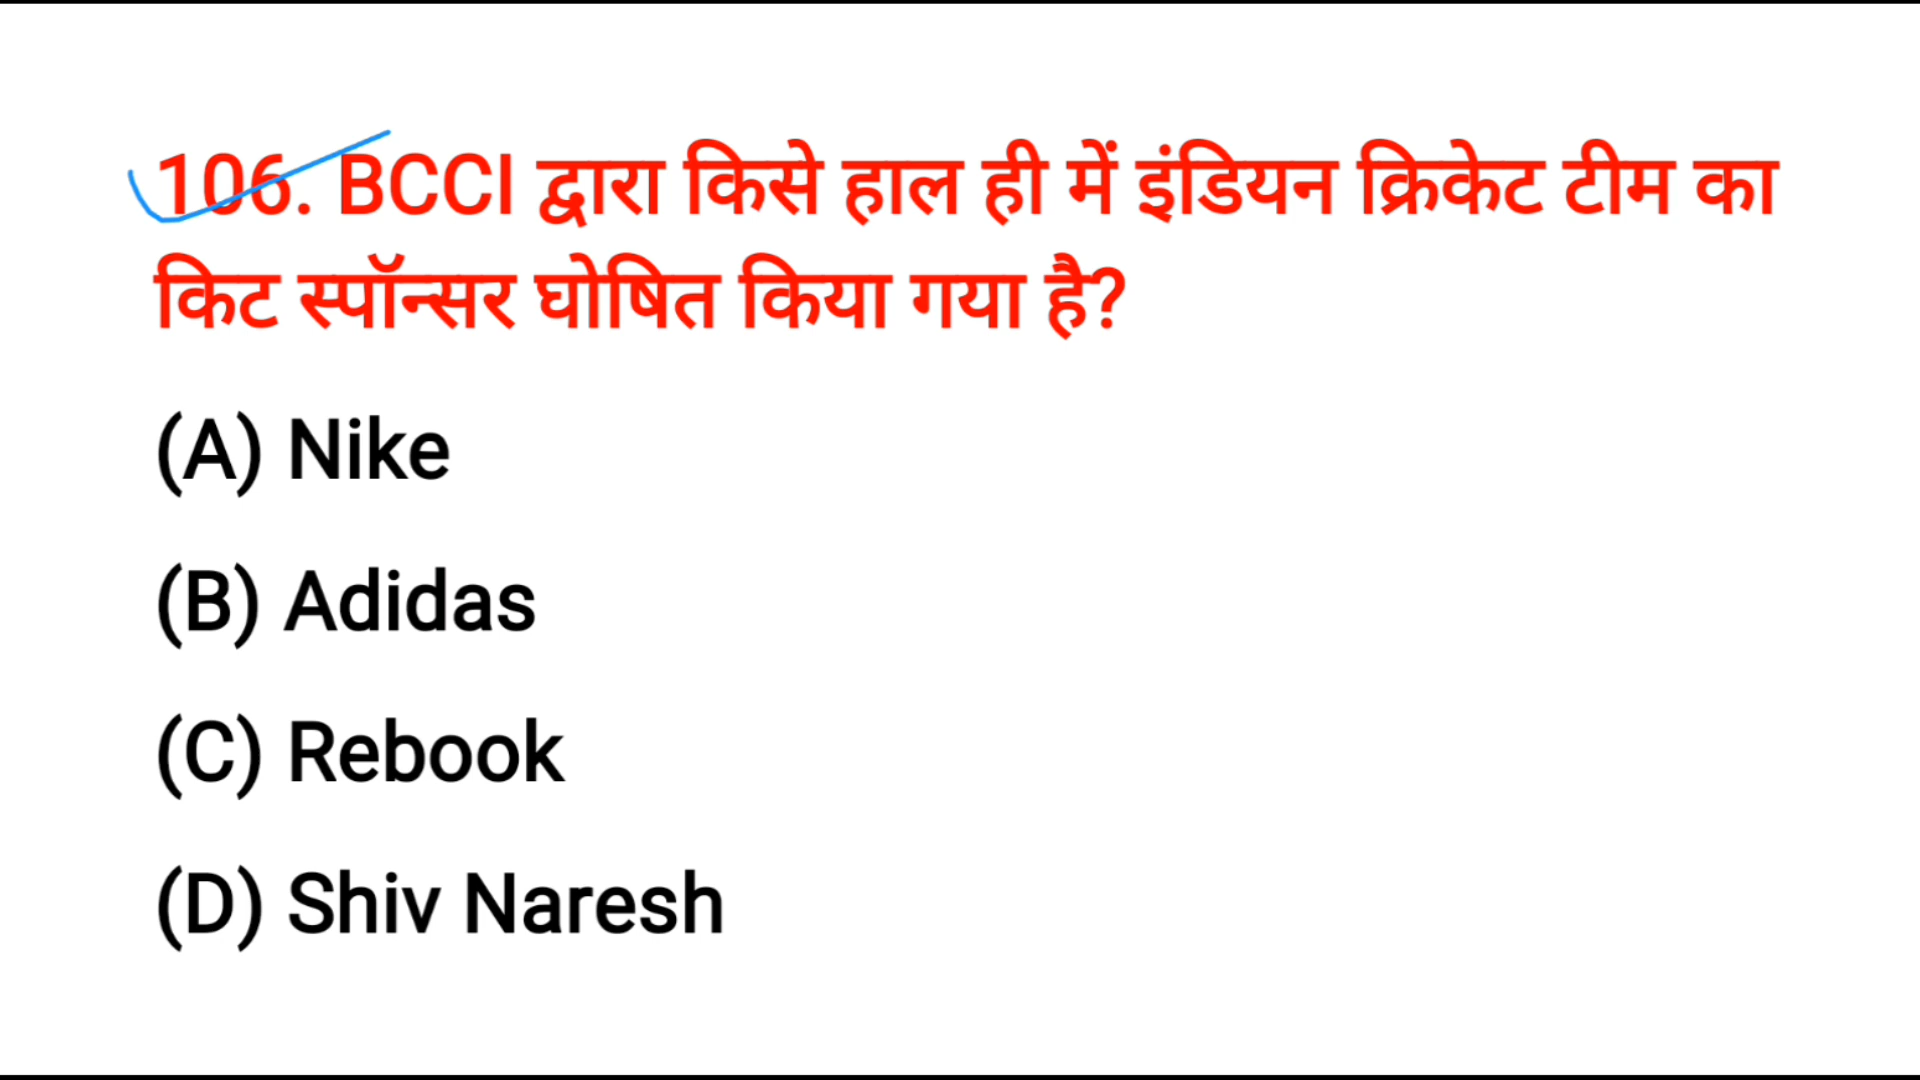 106. BCCI द्वारा किसे हाल ही में इंडियन क्रिकेट टीम का
किट स्पॉन्सर घोषित किया गया है?
(A) Nike
(B) Adidas
(C) Rebook
(D) Shiv Naresh